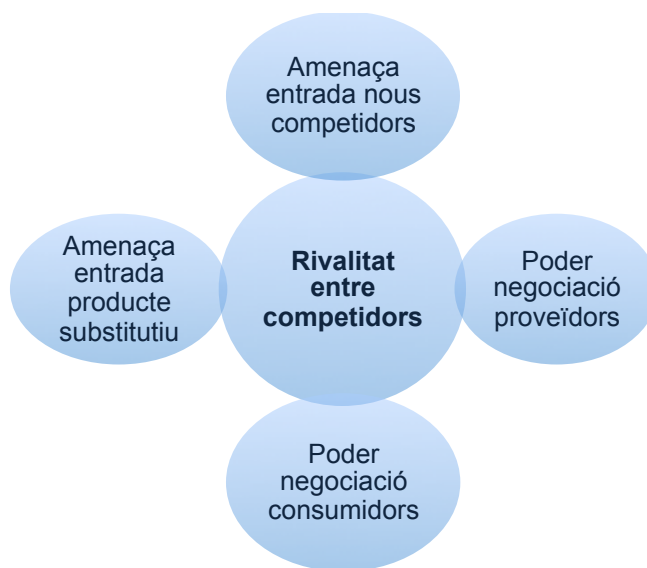 Amenaça
entrada nous
competidors
Amenaça
entrada
producte
substitutiu
Rivalitat
entre
competidors
Poder
negociació
proveïdors
Poder
negociació
consumidors